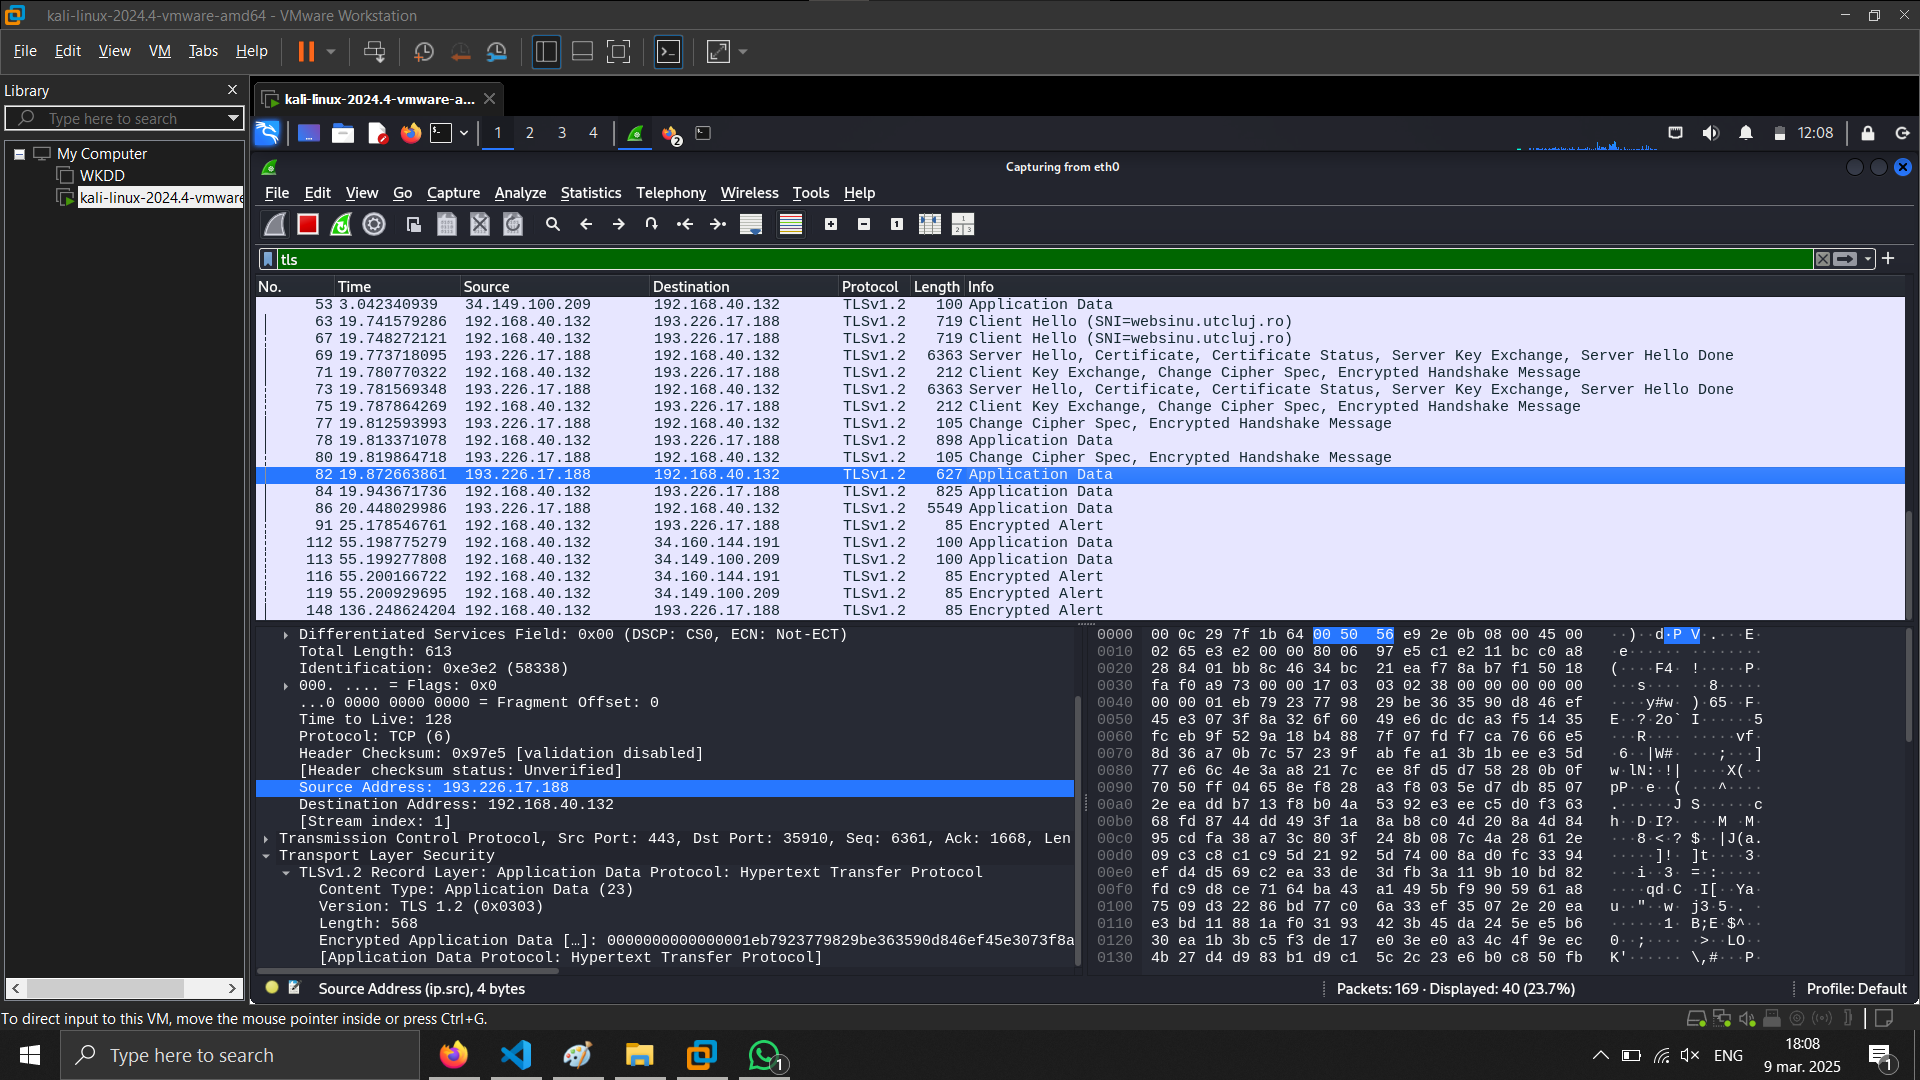 kali-linux-2024.4-vmware-amd64 - VMware Workstation
File Edit View VM Tabs Help
Library
Type here to search
My Computer
WKDD
kali-linux-2024.4-vmware
kali-linux-2024.4-vmware-a...
1 2 3 4
2
12:08
Capturing from eth0
File Edit View Go Capture Analyze Statistics Telephony Wireless Tools Help
tls
No. Time Source Destination Protocol Length Info
53 3.042340939 34.149.100.209 192.168.40.132 TLSv1.2 100 Application Data
63 19.741579286 192.168.40.132 193.226.17.188 TLSv1.2 719 Client Hello (SNI=websinu.utcluj.ro)
67 19.748272121 192.168.40.132 193.226.17.188 TLSv1.2 719 Client Hello (SNI=websinu.utcluj.ro)
69 19.773718095 193.226.17.188 192.168.40.132 TLSv1.2 6363 Server Hello, Certificate, Certificate Status, Server Key Exchange, Server Hello Done
71 19.780770322 192.168.40.132 193.226.17.188 TLSv1.2 212 Client Key Exchange, Change Cipher Spec, Encrypted Handshake Message
73 19.781569348 193.226.17.188 192.168.40.132 TLSv1.2 6363 Server Hello, Certificate, Certificate Status, Server Key Exchange, Server Hello Done
75 19.787864269 192.168.40.132 193.226.17.188 TLSv1.2 212 Client Key Exchange, Change Cipher Spec, Encrypted Handshake Message
77 19.812593993 193.226.17.188 192.168.40.132 TLSv1.2 105 Change Cipher Spec, Encrypted Handshake Message
78 19.813371078 192.168.40.132 193.226.17.188 TLSv1.2 898 Application Data
80 19.819864718 193.226.17.188 192.168.40.132 TLSv1.2 105 Change Cipher Spec, Encrypted Handshake Message
82 19.872663861 193.226.17.188 192.168.40.132 TLSv1.2 627 Application Data
84 19.943671736 192.168.40.132 193.226.17.188 TLSv1.2 825 Application Data
86 20.448029986 193.226.17.188 192.168.40.132 TLSv1.2 5549 Application Data
91 25.178546761 192.168.40.132 193.226.17.188 TLSv1.2 85 Encrypted Alert
112 55.198775279 192.168.40.132 34.160.144.191 TLSv1.2 100 Application Data
113 55.199277808 192.168.40.132 34.149.100.209 TLSv1.2 100 Application Data
116 55.200166722 192.168.40.132 34.160.144.191 TLSv1.2 85 Encrypted Alert
119 55.200929695 192.168.40.132 34.149.100.209 TLSv1.2 85 Encrypted Alert
148 136.248624204 192.168.40.132 193.226.17.188 TLSv1.2 85 Encrypted Alert
Differentiated Services Field: 0x00 (DSCP: CS0, ECN: Not-ECT)
Total Length: 613
Identification: 0xe3e2 (58338)
000. .... = Flags: 0x0
...0 0000 0000 0000 = Fragment Offset: 0
Time to Live: 128
Protocol: TCP (6)
Header Checksum: 0x97e5 [validation disabled]
[Header checksum status: Unverified]
Source Address: 193.226.17.188
Destination Address: 192.168.40.132
[Stream index: 1]
Transmission Control Protocol, Src Port: 443, Dst Port: 35910, Seq: 6361, Ack: 1668, Len
Transport Layer Security
TLSv1.2 Record Layer: Application Data Protocol: Hypertext Transfer Protocol
Content Type: Application Data (23)
Version: TLS 1.2 (0x0303)
Length: 568
Encrypted Application Data […]: 0000000000000001eb7923779829be363590d846ef45e3073f8a
[Application Data Protocol: Hypertext Transfer Protocol]
0000 00 0c 29 7f 1b 64 00 50 56 e9 2e 0b 08 00 45 00
0010 02 65 e3 e2 00 00 80 06 97 e5 c1 e2 11 bc c0 a8
0020 28 84 01 bb 8c 46 34 bc 21 ea f7 8a b7 f1 50 18
0030 fa f0 a9 73 00 00 17 03 03 02 38 00 00 00 00 00
0040 00 00 01 eb 79 23 77 98 29 be 36 35 90 d8 46 ef
0050 45 e3 07 3f 8a 32 6f 60 49 e6 dc dc a3 f5 14 35
0060 fc eb 9f 52 9a 18 b4 88 7f 07 fd f7 ca 76 66 e5
0070 8d 36 a7 0b 7c 57 23 9f ab fe a1 3b 1b ee e3 5d
0080 77 e6 6c 4e 3a a8 21 7c ee 8f d5 d7 58 28 0b 0f
0090 70 50 ff 04 65 8e f8 28 a3 f8 03 5e d7 db 85 07
00a0 2e ea dd b7 13 f8 b0 4a 53 92 e3 ee c5 d0 f3 63
00b0 68 fd 87 44 dd 49 3f 1a 8a b8 c0 4d 20 8a 4d 84
00c0 95 cd fa 38 a7 3c 80 3f 24 8b 08 7c 4a 28 61 2e
00d0 09 c3 c8 c1 c9 5d 21 92 5d 74 00 8a d0 fc 33 94
00e0 ef d4 d5 69 c2 ea 33 de 3d fb 3a 11 9b 10 bd 82
00f0 fd c9 d8 ce 71 64 ba 43 a1 49 5b f9 90 59 61 a8
0100 75 09 d3 22 86 bd 77 c0 6a 33 ef 35 07 2e 20 ea
0110 e3 bd 11 88 1a f0 31 93 42 3b 45 da 24 5e e5 b6
0120 30 ea 1b 3b c5 f3 de 17 e0 3e e0 a3 4c 4f 9e ec
0130 4b 27 d4 d9 83 b1 d9 c1 5c 2c 23 e6 b0 c8 50 fb
Source Address (ip.src), 4 bytes
Packets: 169 · Displayed: 40 (23.7%)
Profile: Default
To direct input to this VM, move the mouse pointer inside or press Ctrl+G.
Type here to search
1
ENG
18:08
9 mar. 2025
1